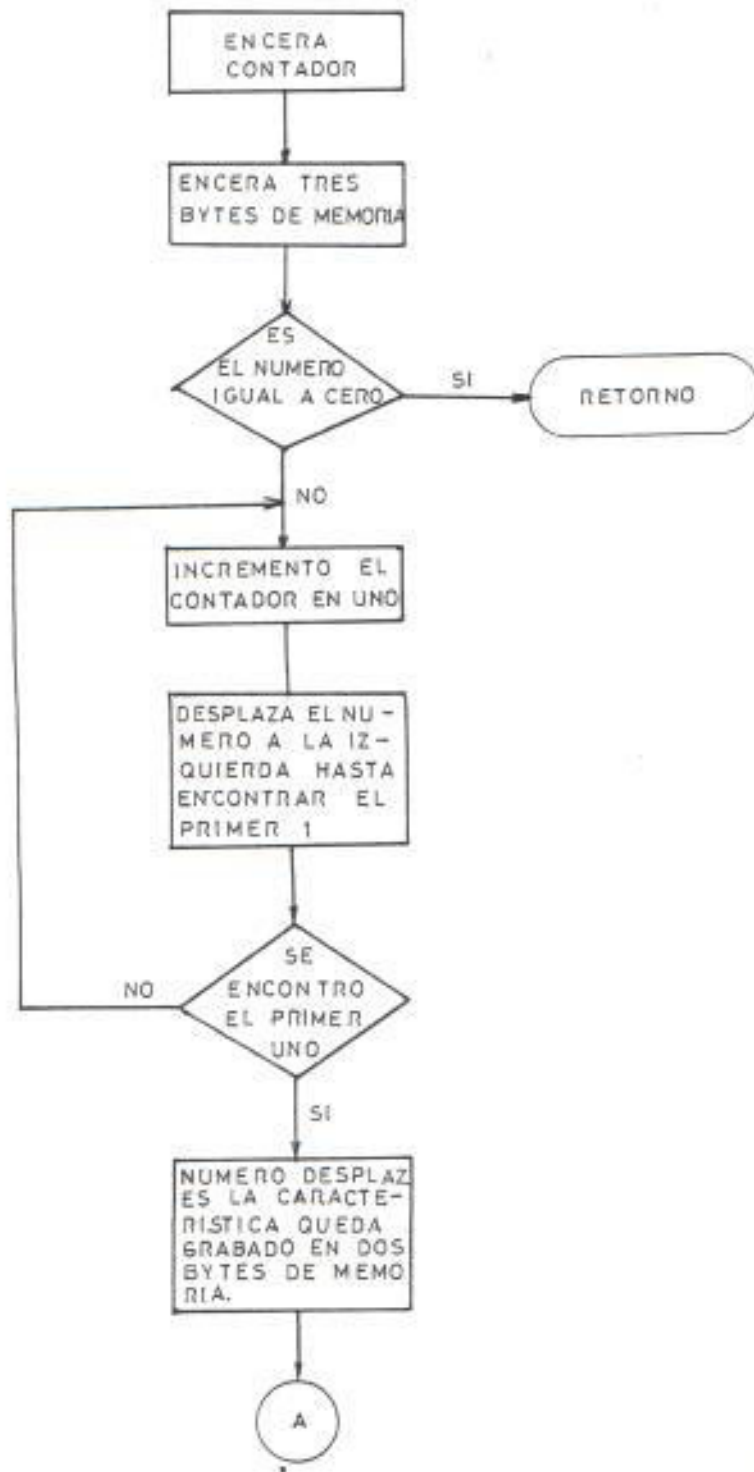 ENCERA
CONTADOR
ENCERA TRES
BYTES DE MEMORIA
ES
EL NUMERO
IGUAL A CERO
SI
RETORNO
NO
INCREMENTO EL
CONTADOR EN UNO
DESPLAZA EL NU-
MERO A LA IZ-
QUIERDA HASTA
ENCONTRAR EL
PRIMER 1
SE
ENCONTRO
EL PRIMER
UNO
NO
SI
NUMERO DESPLAZ
ES LA CARACTE-
RISTICA QUEDA
GRABADO EN DOS
BYTES DE MEMO
RIA.
A